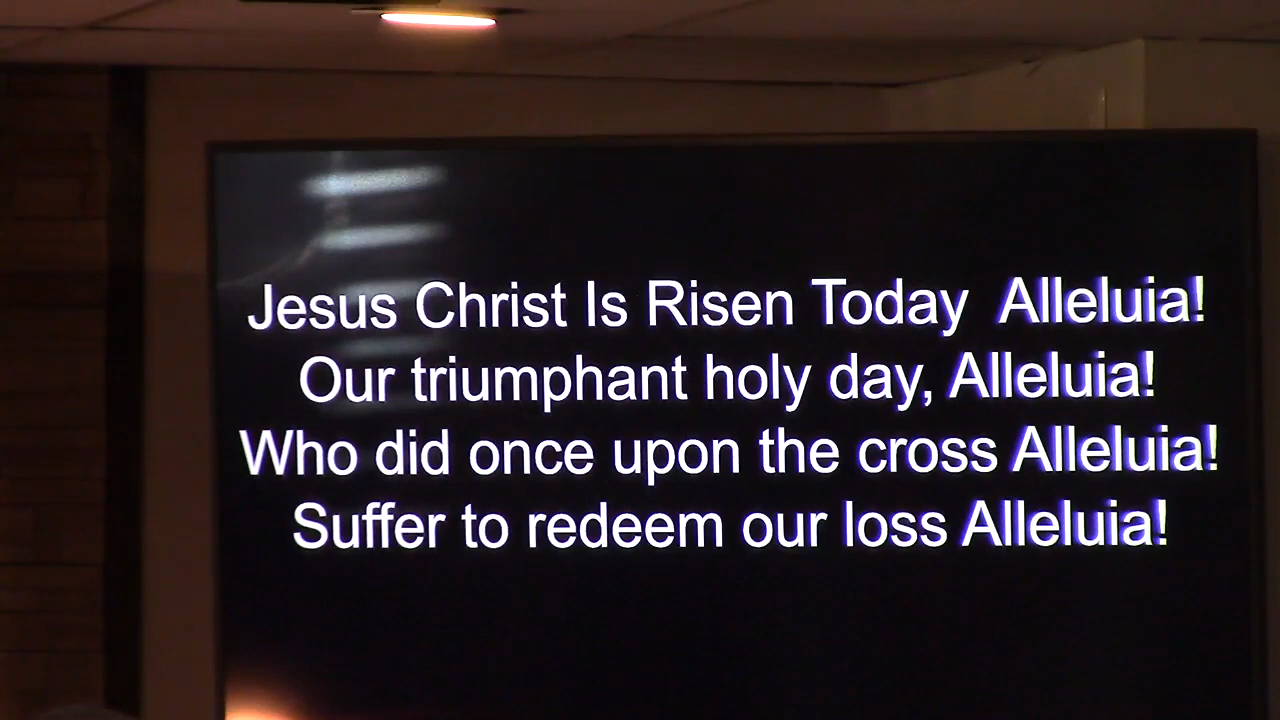 Jesus Christ Is Risen Today  Alleluia!
Our triumphant holy day, Alleluia!
Who did once upon the cross Alleluia!
Suffer to redeem our loss Alleluia!